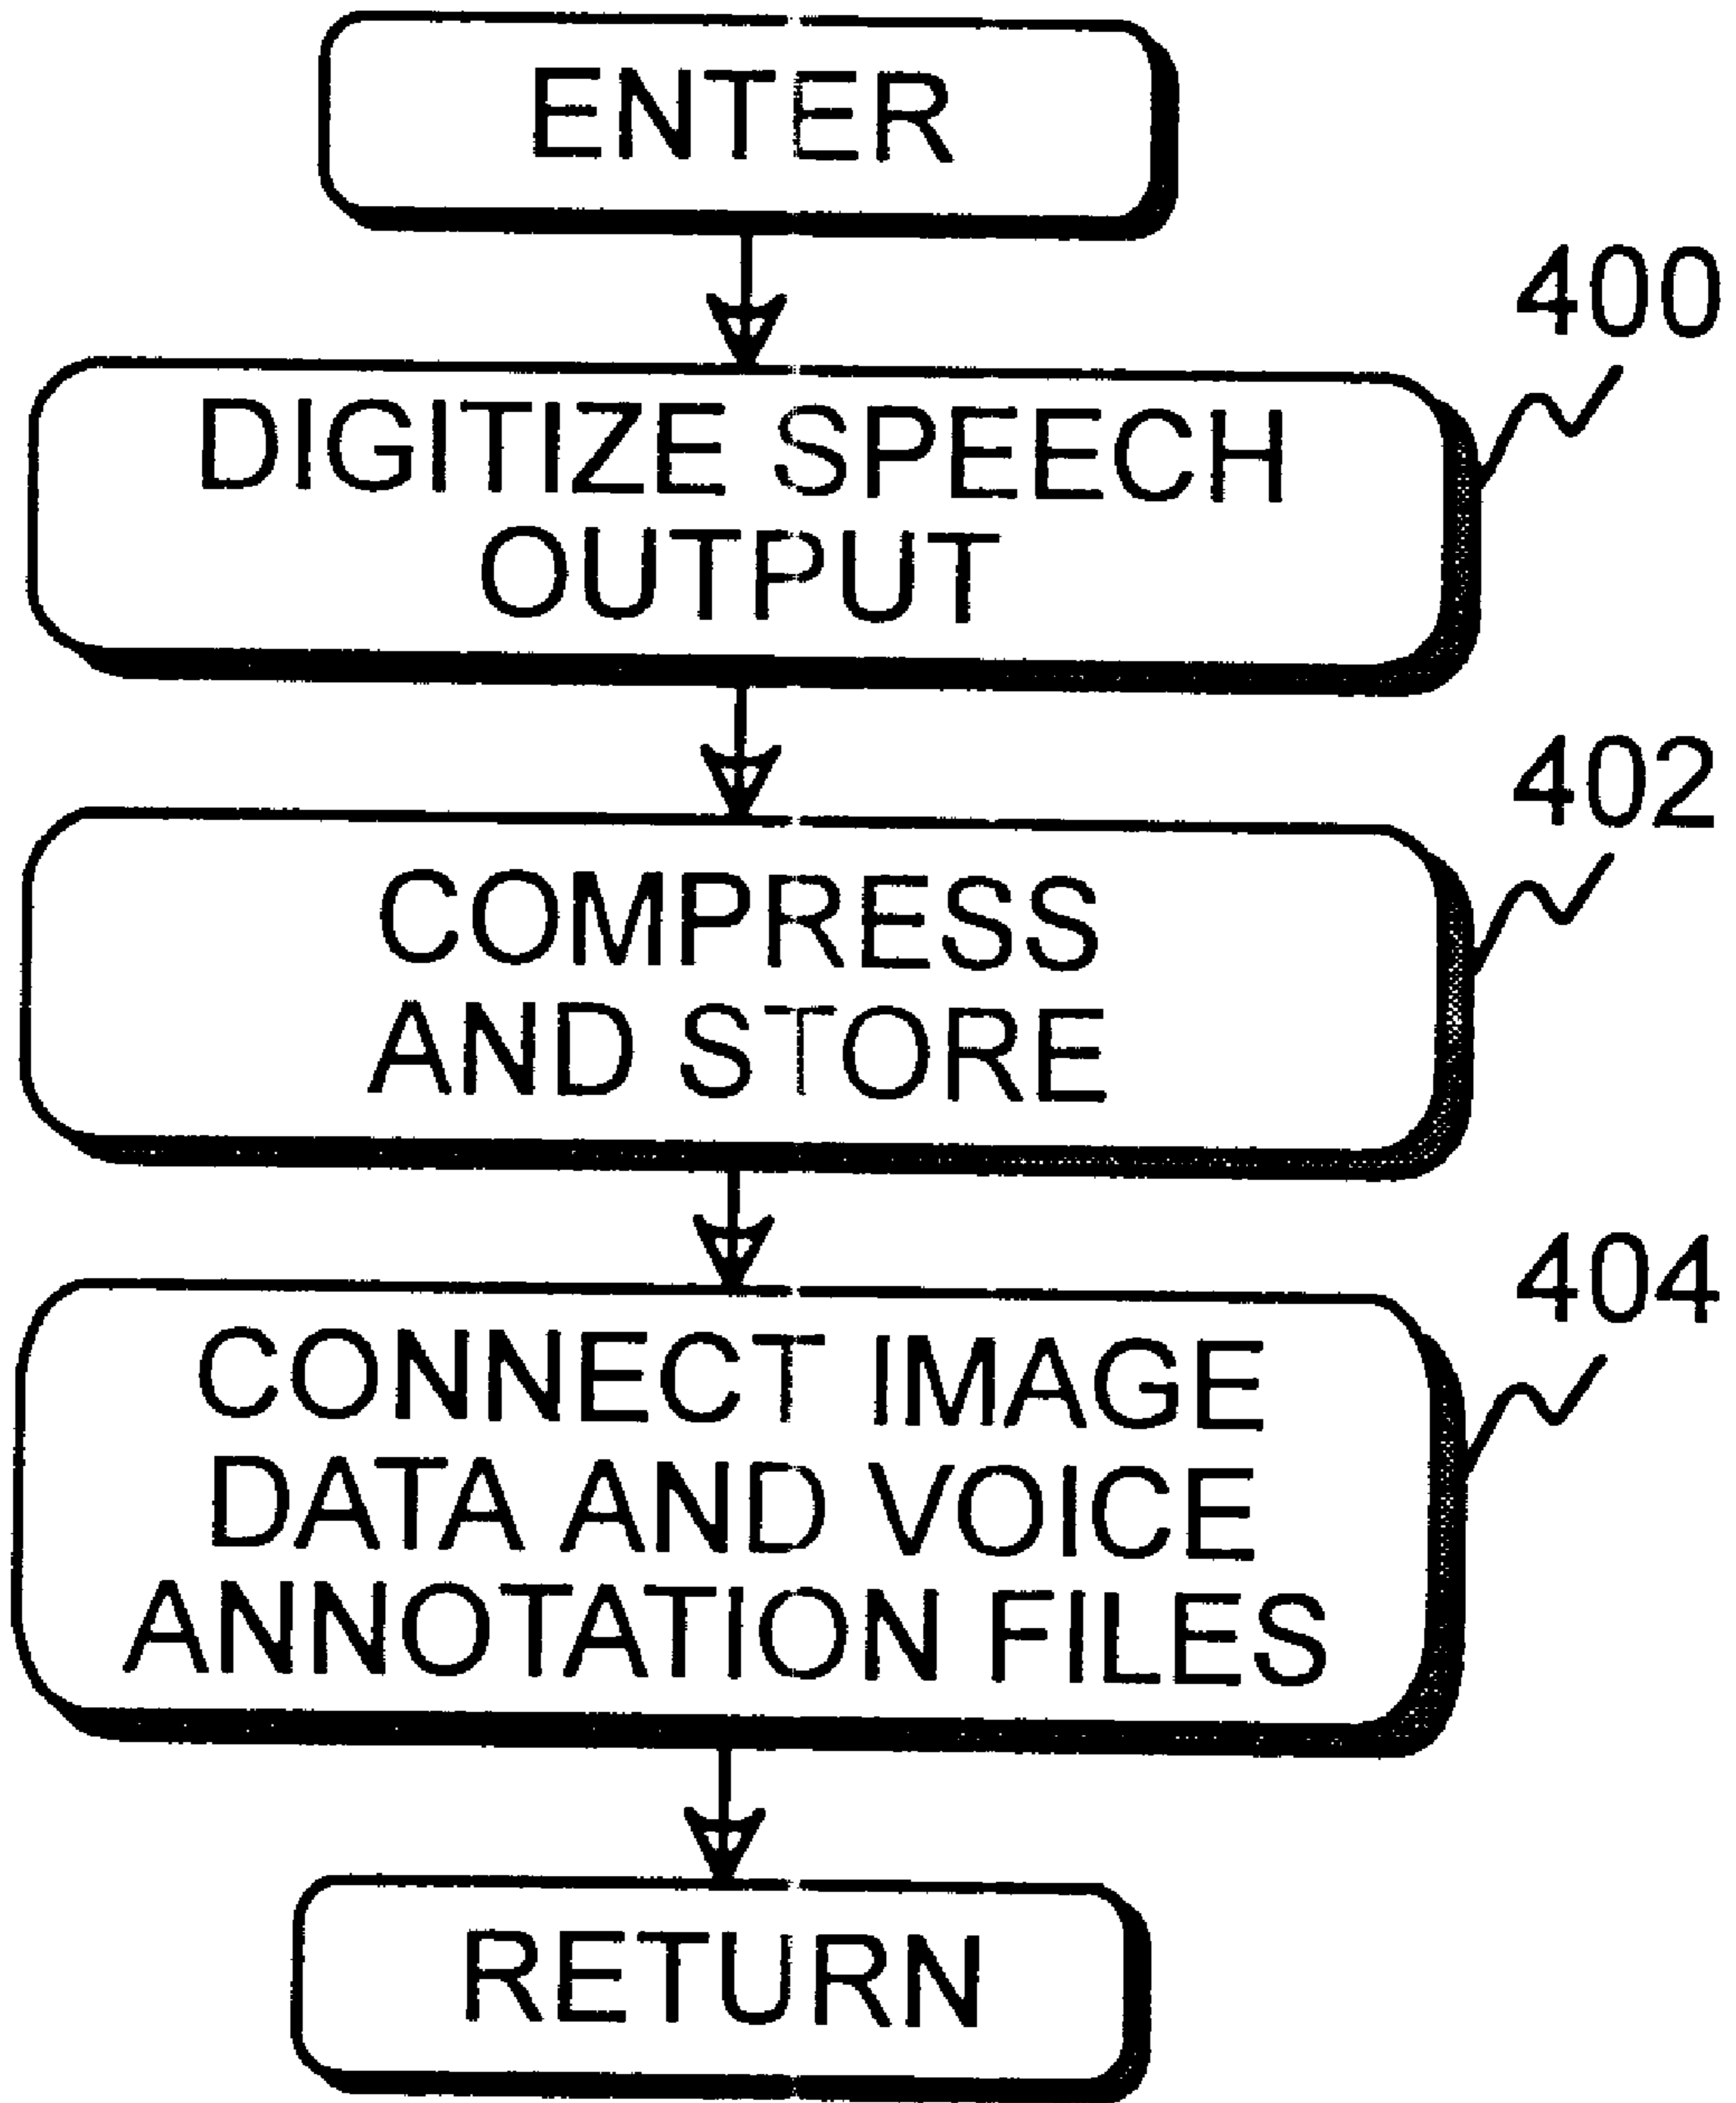 ENTER
400
DIGITIZE SPEECH
OUTPUT
402
COMPRESS
AND STORE
404
CONNECT IMAGE
DATA AND VOICE
ANNOTATION FILES
RETURN